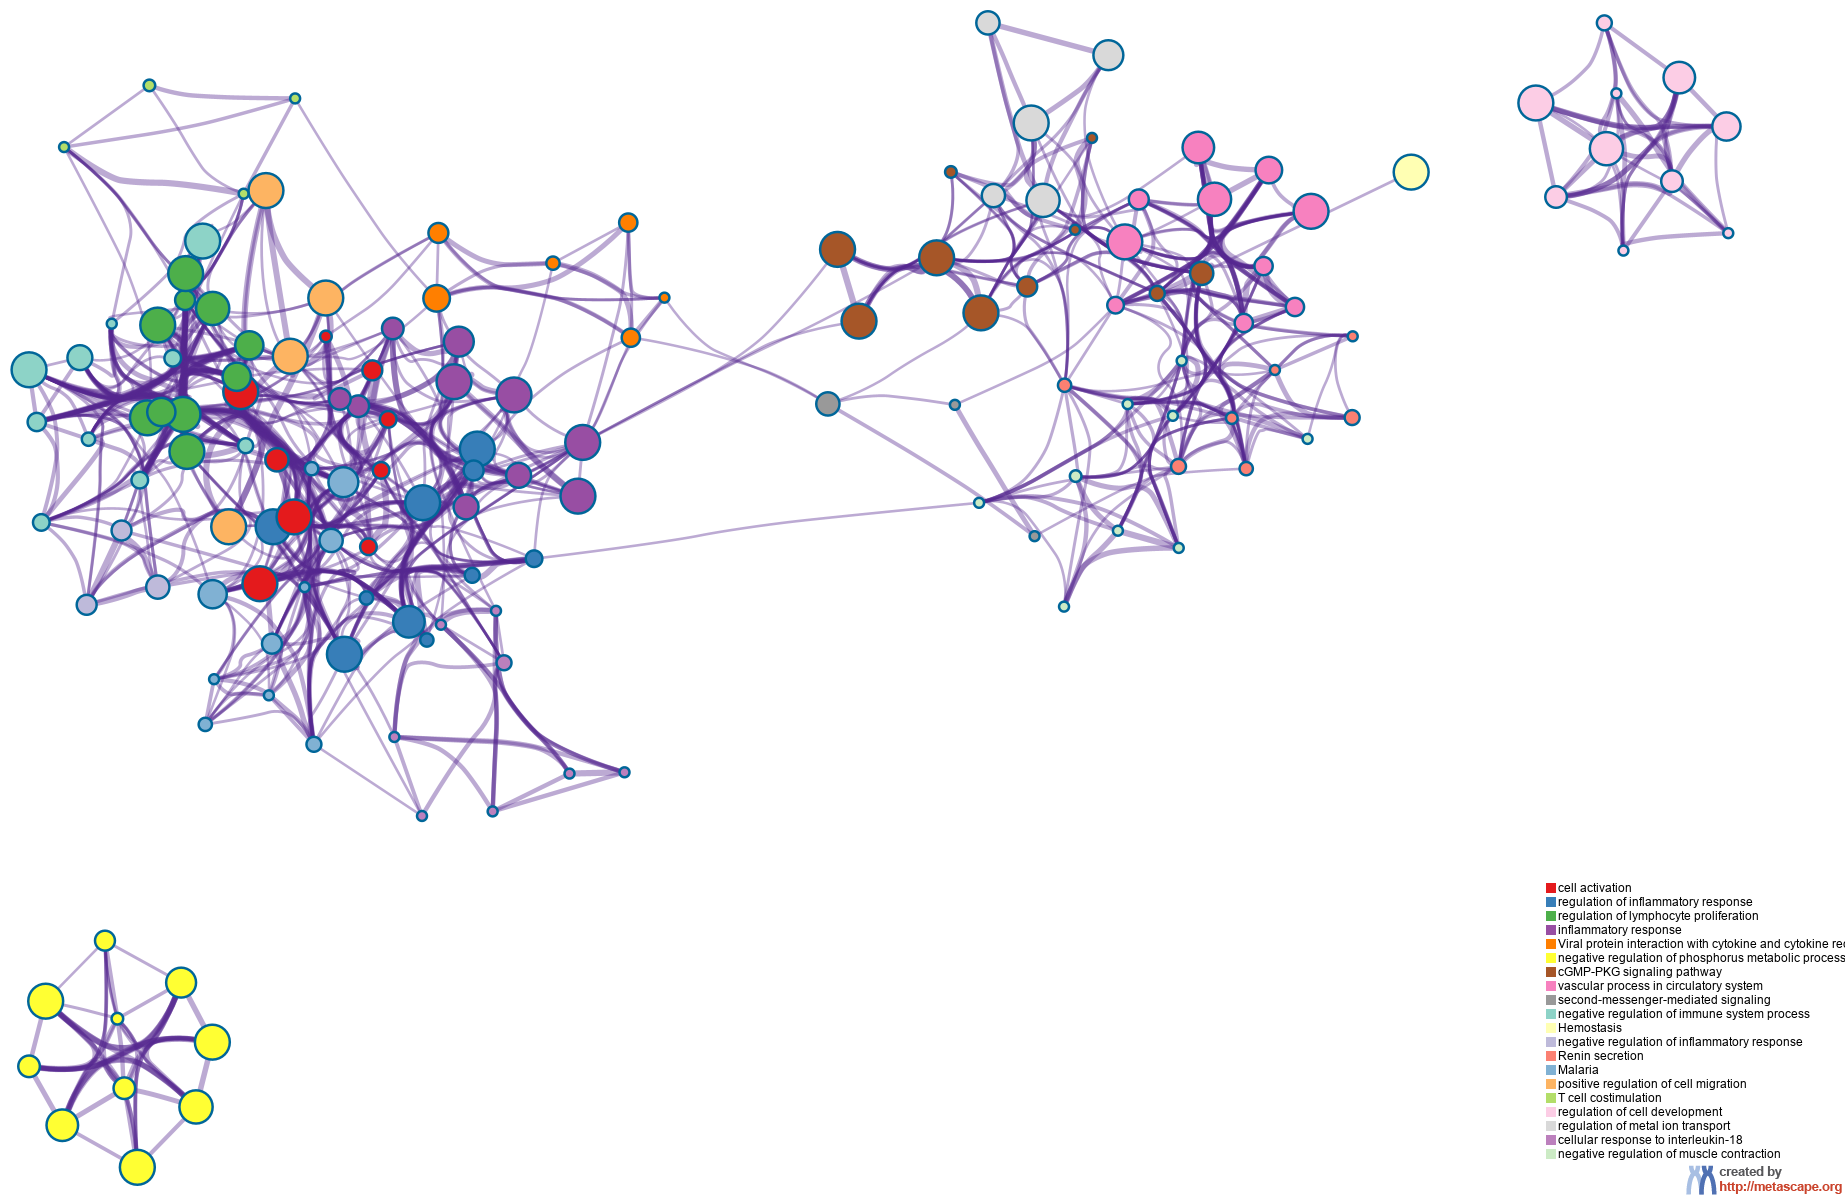 cell activation
regulation of inflammatory response
regulation of lymphocyte proliferation
inflammatory response
Viral protein interaction with cytokine and cytokine rec
negative regulation of phosphorus metabolic process
cGMP-PKG signaling pathway
vascular process in circulatory system
second-messenger-mediated signaling
negative regulation of immune system process
Hemostasis
negative regulation of inflammatory response
Renin secretion
Malaria
positive regulation of cell migration
T cell costimulation
regulation of cell development
regulation of metal ion transport
cellular response to interleukin-18
negative regulation of muscle contraction
created by
http://metascape.org